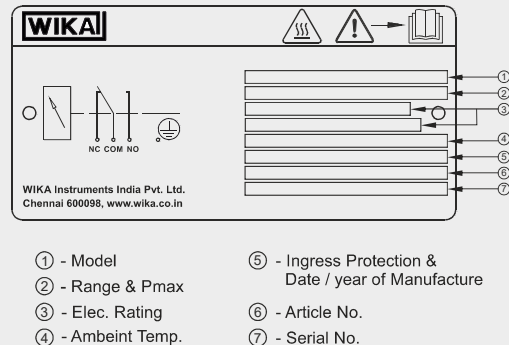 WIKA
NC COM NO
WIKA Instruments India Pvt. Ltd.
Chennai 600098, www.wika.co.in
1
2
3
4
5
6
7
1 - Model
2 - Range & Pmax
3 - Elec. Rating
4 - Ambeint Temp.
5 - Ingress Protection &
Date / year of Manufacture
6 - Article No.
7 - Serial No.